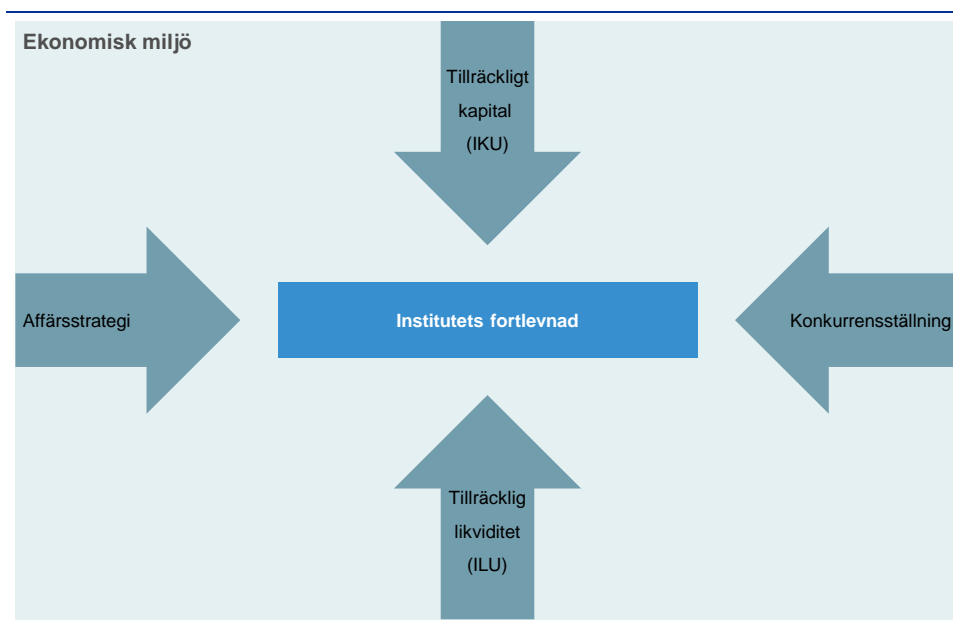 Ekonomisk miljö
Tillräckligt
kapital
(IKU)
Affärsstrategi
Institutets fortlevnad
Konkurrensställning
Tillräcklig
likviditet
(ILU)